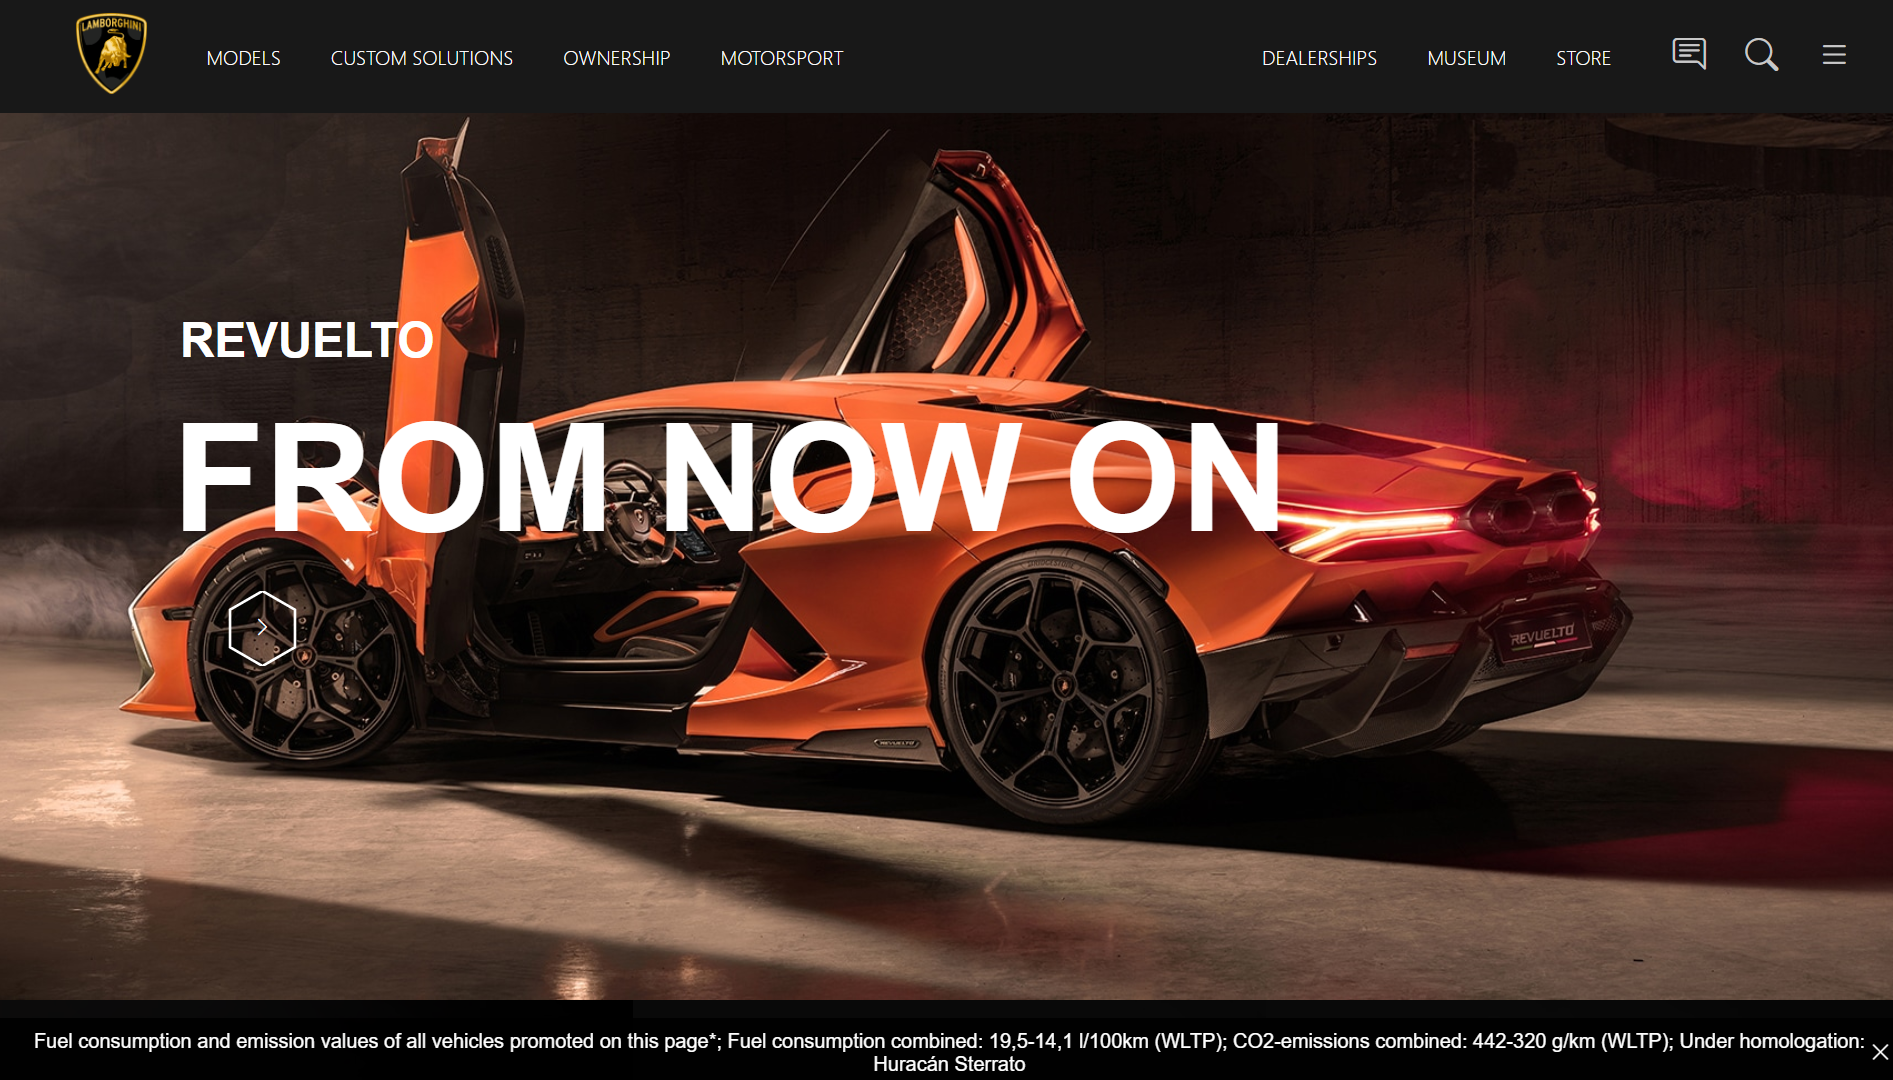 LAMBORGHINI
MODELS
CUSTOM SOLUTIONS
OWNERSHIP
MOTORSPORT
DEALERSHIPS
MUSEUM
STORE
REVUELTO
FROM NOW ON
BRIDGESTONE
REVUELTO
REVUELTO
Fuel consumption and emission values of all vehicles promoted on this page*; Fuel consumption combined: 19,5-14,1 l/100km (WLTP); CO2-emissions combined: 442-320 g/km (WLTP); Under homologation:
Huracán Sterrato